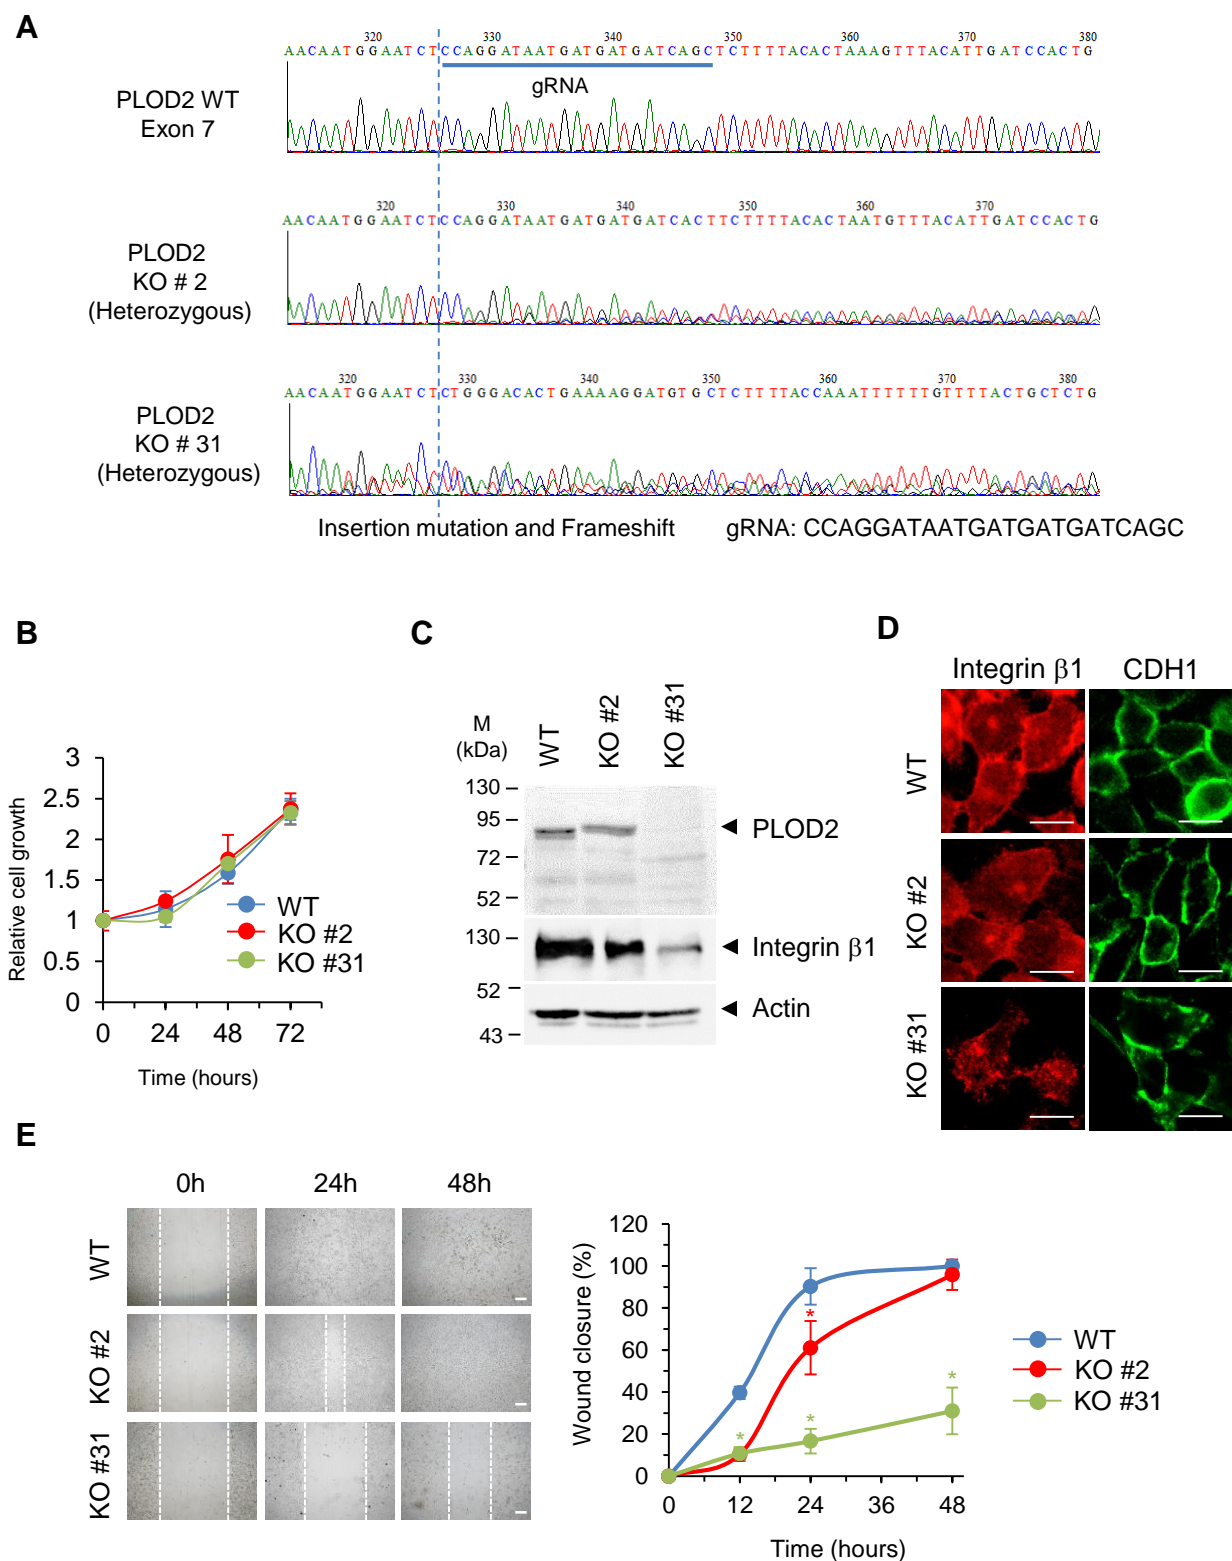 A
320 330 340 350 360 370 380
AACAATGGAATCTCCAGGATAATGATGATGATCAGCTCTTTTACACTAAAGTTTACATTGATCCACTG
gRNA
PLOD2 WT
Exon 7
320 330 340 350 360 370
AACAATGGAATCTCCAGGATAATGATGATGATCACTTCTTTTACACTAATGTTTACATTGATCCACTG
PLOD2
KO # 2
(Heterozygous)
320 330 340 350 360 370 380
AACAATGGAATCTCTGGGACACTGAAAAGGATGTGCTCTTTTACCAAATTTTTTGTTTTACTGCTCTG
PLOD2
KO # 31
(Heterozygous)
Insertion mutation and Frameshift gRNA: CCAGGATAATGATGATGATCAGC
B
Relative cell growth
3
2.5
2
1.5
1
0.5
0
0 24 48 72
Time (hours)
WT
KO #2
KO #31
C
M
(kDa)
WT
KO #2
KO #31
130
95
72
52
PLOD2
130
Integrin β1
52
43
Actin
D
Integrin β1 CDH1
WT
KO #2
KO #31
E
0h 24h 48h
WT
KO #2
KO #31
Wound closure (%)
120
100
80
60
40
20
0
* * * *
0 12 24 36 48
Time (hours)
WT
KO #2
KO #31